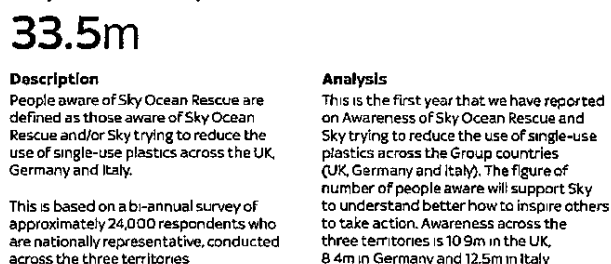 33.5m
Description
People aware of Sky Ocean Rescue are
defined as those aware of Sky Ocean
Rescue and/or Sky trying to reduce the
use of single-use plastics across the UK,
Germany and Italy.
This is based on a bi-annual survey of
approximately 24,000 respondents who
are nationally representative, conducted
across the three territories
Analysis
This is the first year that we have reported
on Awareness of Sky Ocean Rescue and
Sky trying to reduce the use of single-use
plastics across the Group countries
(UK, Germany and Italy). The figure of
number of people aware will support Sky
to understand better how to inspire others
to take action. Awareness across the
three territories is 10 9m in the UK,
8 4m in Germany and 12.5m in Italy